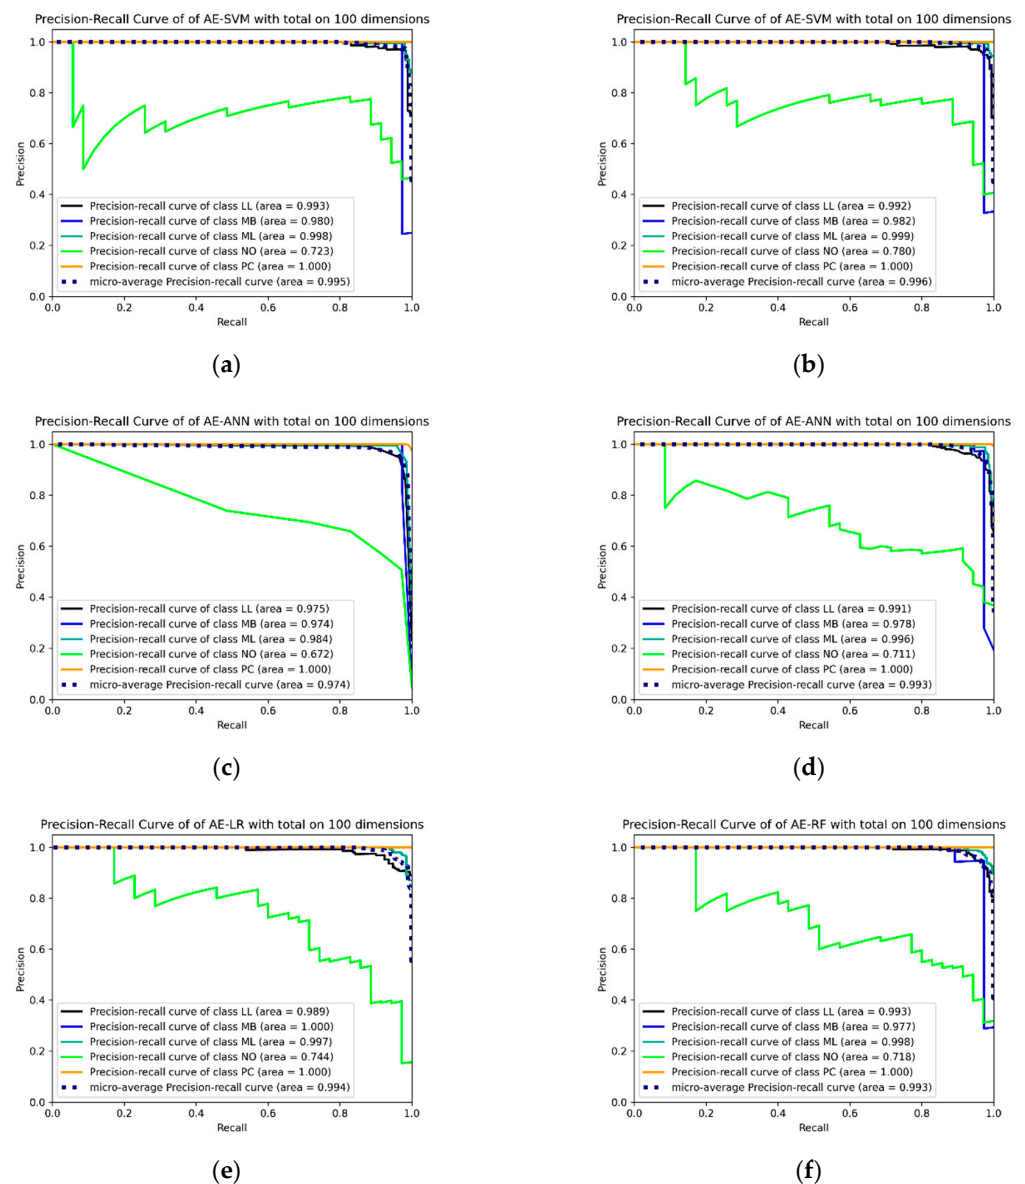 Precision-Recall Curve of of AE-SVM with total on 100 dimensions
1.0
0.8
0.6
0.4
0.2
0.0
Precision
Precision-recall curve of class LL (area = 0.993)
Precision-recall curve of class MB (area = 0.980)
Precision-recall curve of class ML (area = 0.998)
Precision-recall curve of class NO (area = 0.723)
Precision-recall curve of class PC (area = 1.000)
micro-average Precision-recall curve (area = 0.995)
0.0 0.2 0.4 0.6 0.8 1.0
Recall
(a)
Precision-Recall Curve of of AE-SVM with total on 100 dimensions
1.0
0.8
0.6
0.4
0.2
0.0
Precision
Precision-recall curve of class LL (area = 0.992)
Precision-recall curve of class MB (area = 0.982)
Precision-recall curve of class ML (area = 0.999)
Precision-recall curve of class NO (area = 0.780)
Precision-recall curve of class PC (area = 1.000)
micro-average Precision-recall curve (area = 0.996)
0.0 0.2 0.4 0.6 0.8 1.0
Recall
(b)
Precision-Recall Curve of of AE-ANN with total on 100 dimensions
1.0
0.8
0.6
0.4
0.2
0.0
Precision
Precision-recall curve of class LL (area = 0.975)
Precision-recall curve of class MB (area = 0.974)
Precision-recall curve of class ML (area = 0.984)
Precision-recall curve of class NO (area = 0.672)
Precision-recall curve of class PC (area = 1.000)
micro-average Precision-recall curve (area = 0.974)
0.0 0.2 0.4 0.6 0.8 1.0
Recall
(c)
Precision-Recall Curve of of AE-ANN with total on 100 dimensions
1.0
0.8
0.6
0.4
0.2
0.0
Precision
Precision-recall curve of class LL (area = 0.991)
Precision-recall curve of class MB (area = 0.978)
Precision-recall curve of class ML (area = 0.996)
Precision-recall curve of class NO (area = 0.711)
Precision-recall curve of class PC (area = 1.000)
micro-average Precision-recall curve (area = 0.993)
0.0 0.2 0.4 0.6 0.8 1.0
Recall
(d)
Precision-Recall Curve of of AE-LR with total on 100 dimensions
1.0
0.8
0.6
0.4
0.2
0.0
Precision
Precision-recall curve of class LL (area = 0.989)
Precision-recall curve of class MB (area = 1.000)
Precision-recall curve of class ML (area = 0.997)
Precision-recall curve of class NO (area = 0.744)
Precision-recall curve of class PC (area = 1.000)
micro-average Precision-recall curve (area = 0.994)
0.0 0.2 0.4 0.6 0.8 1.0
Recall
(e)
Precision-Recall Curve of of AE-RF with total on 100 dimensions
1.0
0.8
0.6
0.4
0.2
0.0
Precision
Precision-recall curve of class LL (area = 0.993)
Precision-recall curve of class MB (area = 0.977)
Precision-recall curve of class ML (area = 0.998)
Precision-recall curve of class NO (area = 0.718)
Precision-recall curve of class PC (area = 1.000)
micro-average Precision-recall curve (area = 0.993)
0.0 0.2 0.4 0.6 0.8 1.0
Recall
(f)